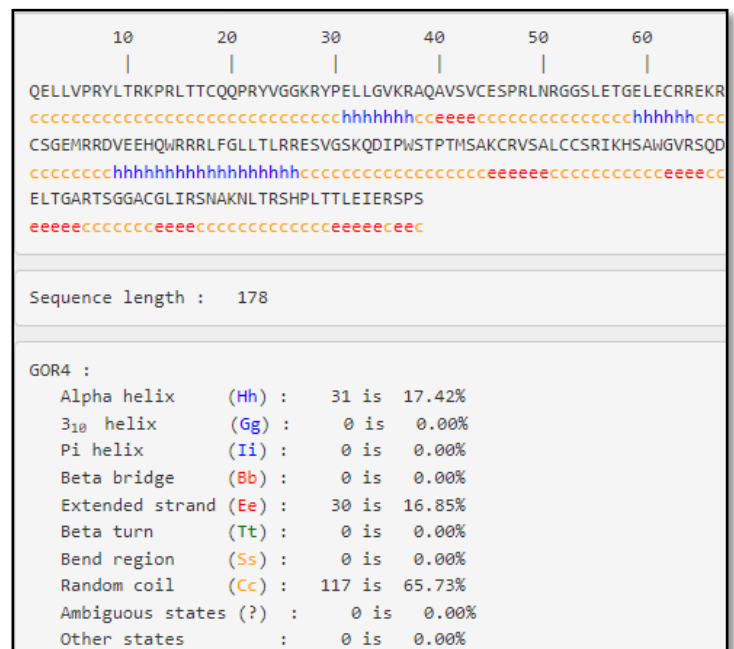 10 20 30 40 50 60
| | | | | |
QELLVPRYLTRKPRLTTCQQPRYVGGKRYPELLGVKRAQAVSVCESPRLNRGGSLETGELECRREKR
cccccccccccccccccccccccccccccchhhhhhhcceeeeccccccccccccccchhhhhhccc
CSGEMRRDVEEHQWRRRLFGLLTLRRESVGSKQDIPWSTPTMSAKCRVSALCCSRIKHSAWGVRSQD
cccccccchhhhhhhhhhhhhhhhhhcccccccccccccccccceeeeeeccccccccccceeeecc
ELTGARTSGGACGLIRSNAKNLTRSHPLTTLEIERSPS
eeeeeccccccceeeeccccccccccccceeeeeceec
Sequence length : 178
GOR4 :
Alpha helix (Hh) : 31 is 17.42%
3₁₀ helix (Gg) : 0 is 0.00%
Pi helix (Ii) : 0 is 0.00%
Beta bridge (Bb) : 0 is 0.00%
Extended strand (Ee) : 30 is 16.85%
Beta turn (Tt) : 0 is 0.00%
Bend region (Ss) : 0 is 0.00%
Random coil (Cc) : 117 is 65.73%
Ambiguous states (?) : 0 is 0.00%
Other states : 0 is 0.00%